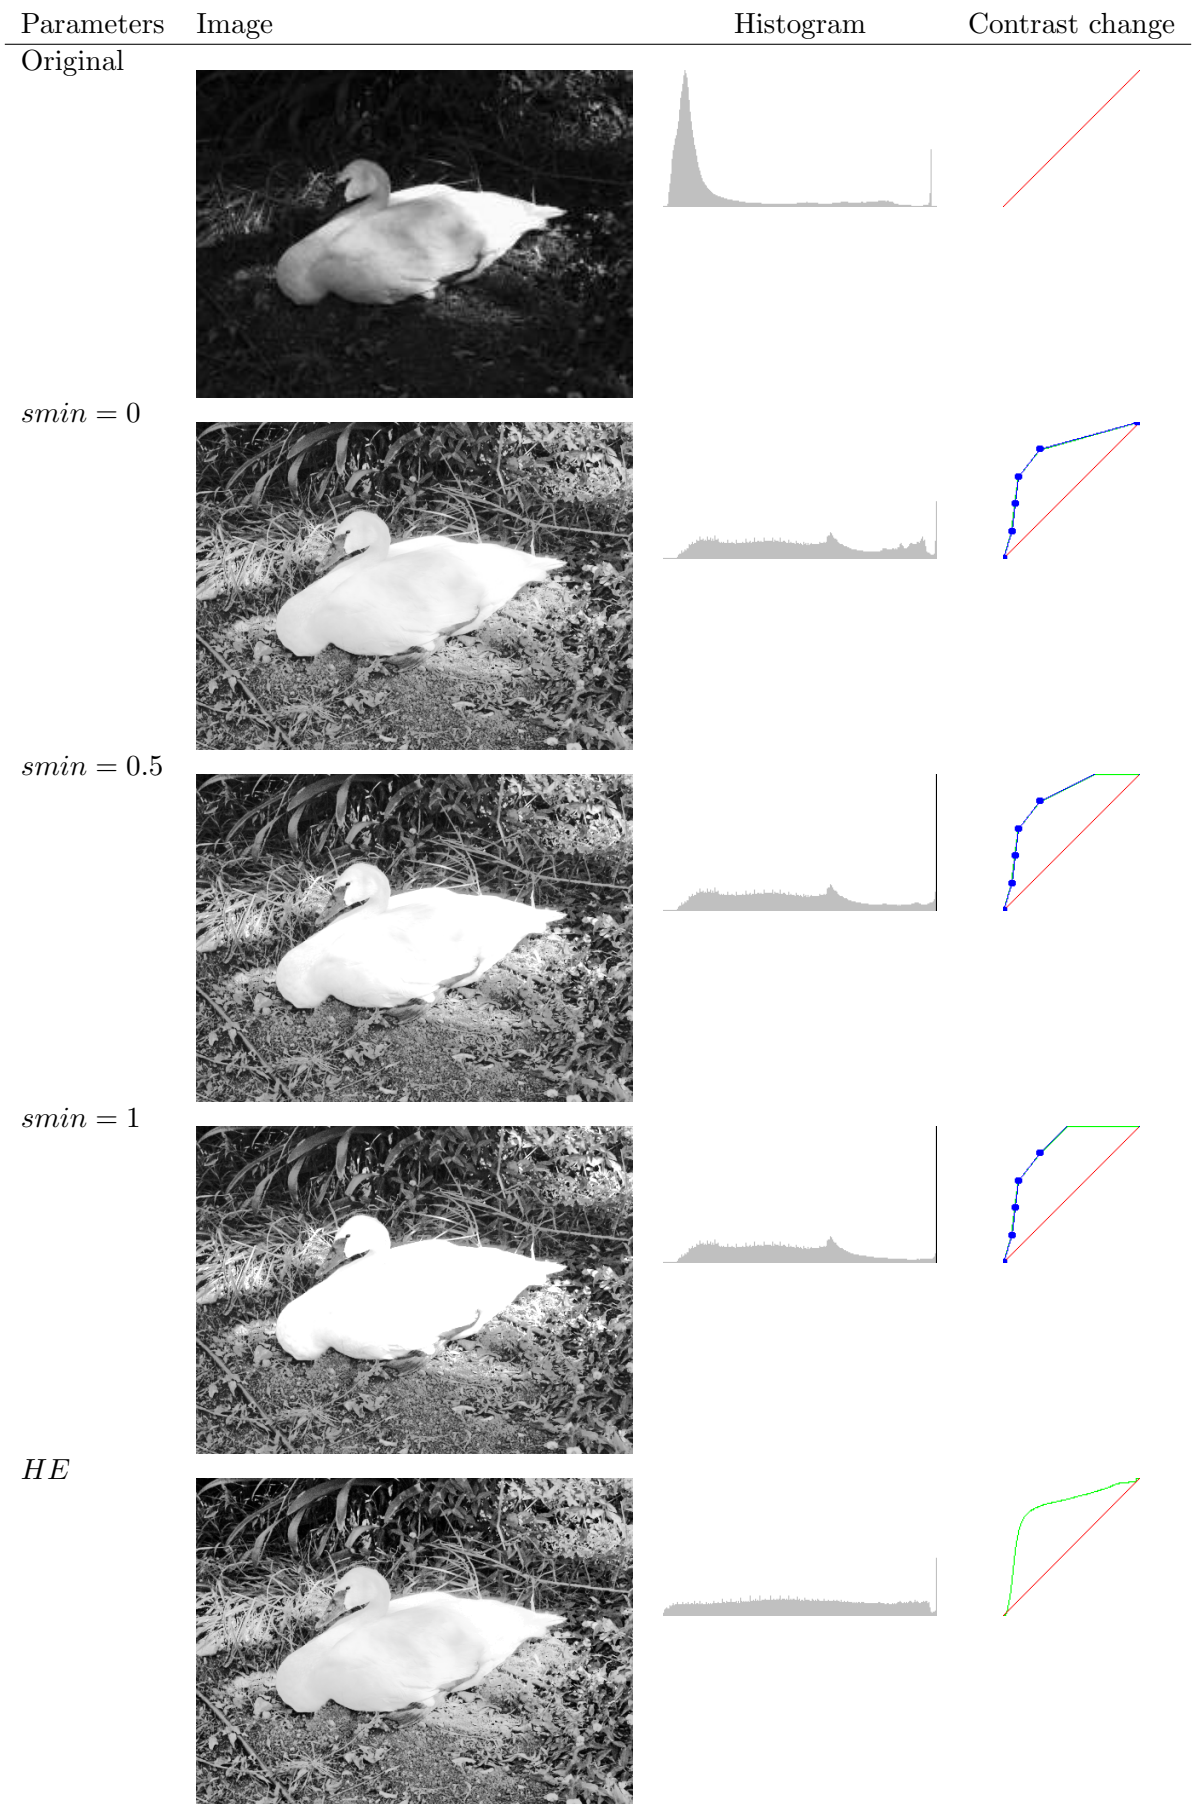 Parameters Image Histogram Contrast change
Original
smin = 0
smin = 0.5
smin = 1
HE